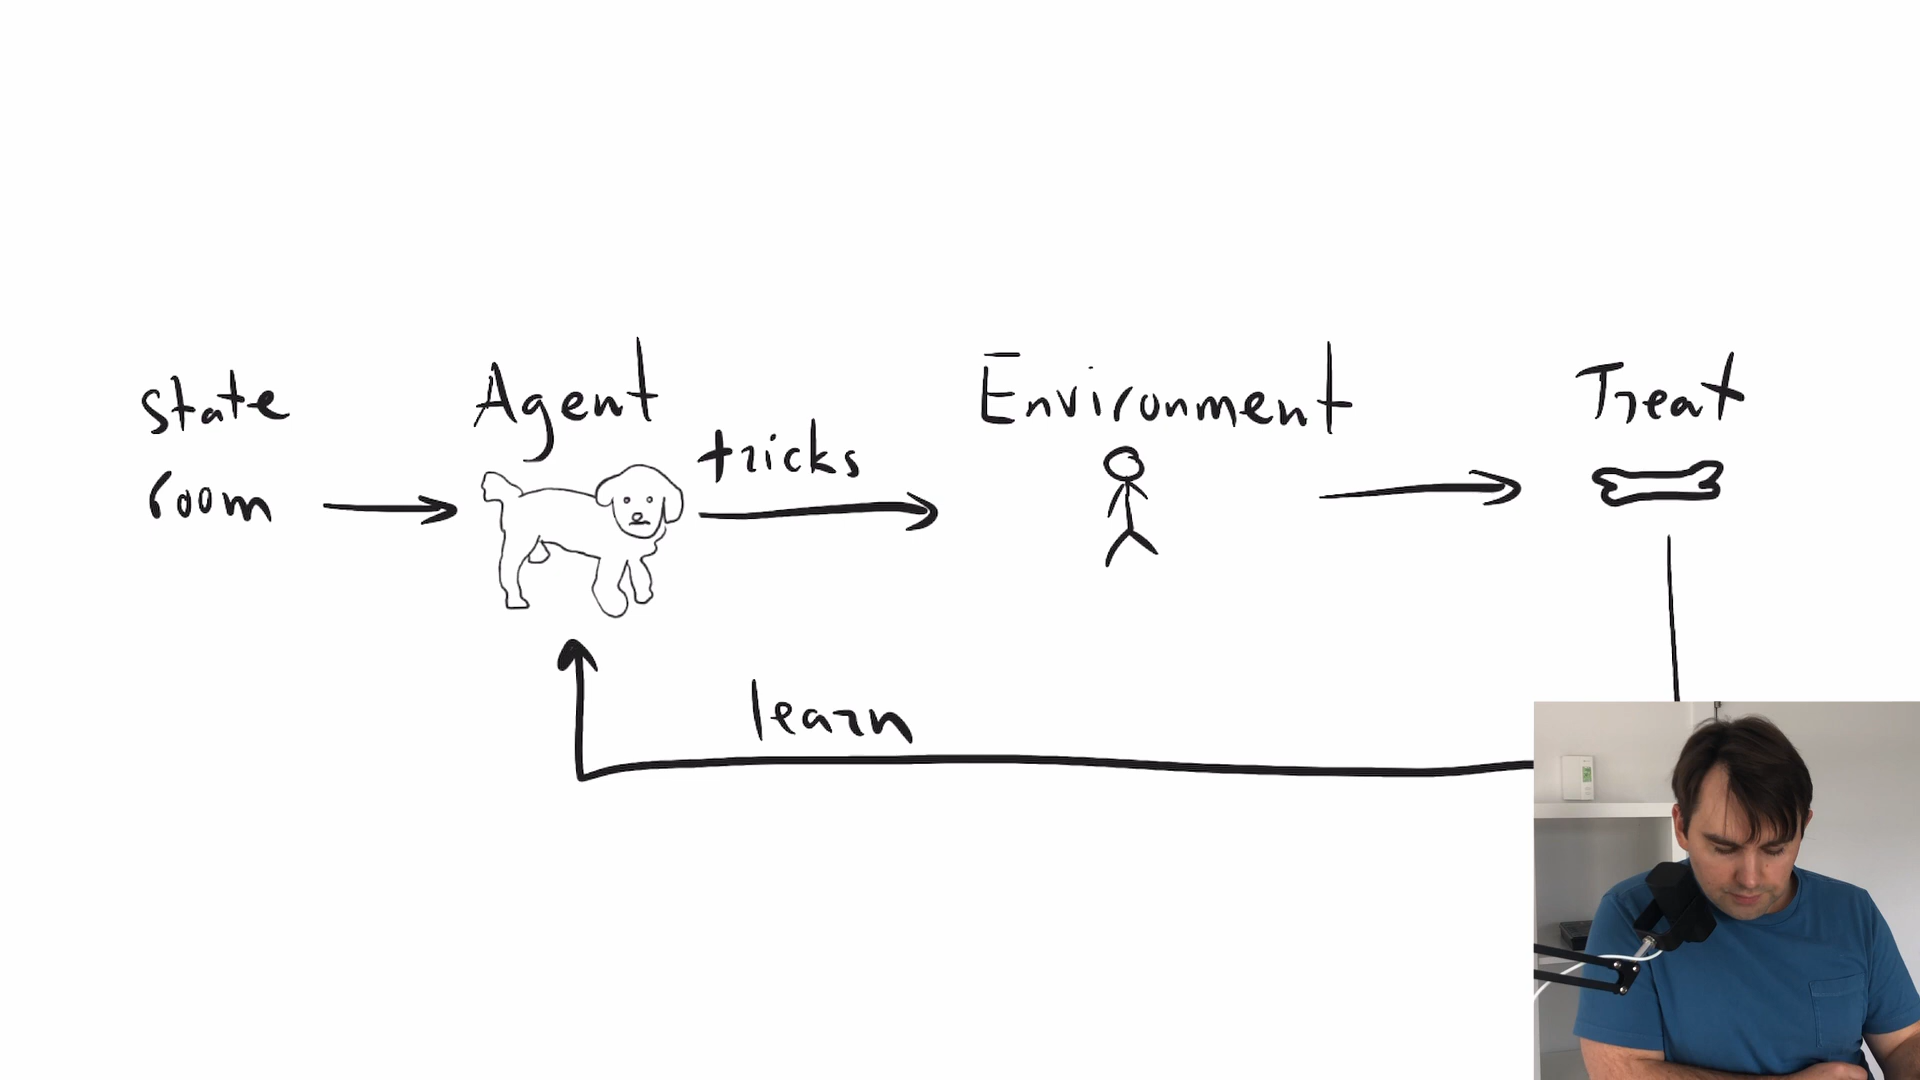 state
room
Agent
tricks
Environment
Treat
learn